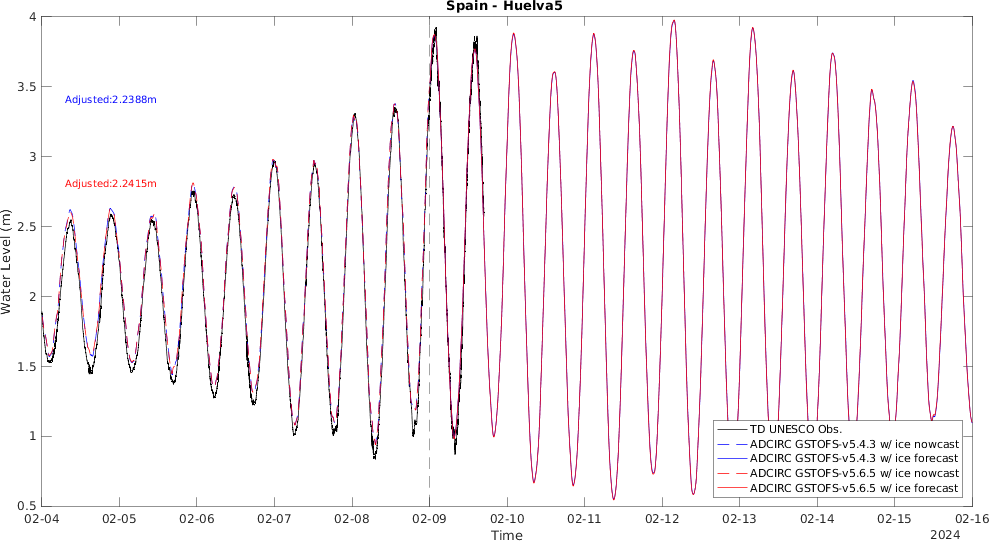 Spain - Huelva5
Adjusted:2.2388m
Adjusted:2.2415m
Water Level (m)
4
3.5
3
2.5
2
1.5
1
0.5
TD UNESCO Obs.
ADCIRC GSTOFS-v5.4.3 w/ ice nowcast
ADCIRC GSTOFS-v5.4.3 w/ ice forecast
ADCIRC GSTOFS-v5.6.5 w/ ice nowcast
ADCIRC GSTOFS-v5.6.5 w/ ice forecast
02-04 02-05 02-06 02-07 02-08 02-09 02-10 02-11 02-12 02-13 02-14 02-15 02-16
Time
2024